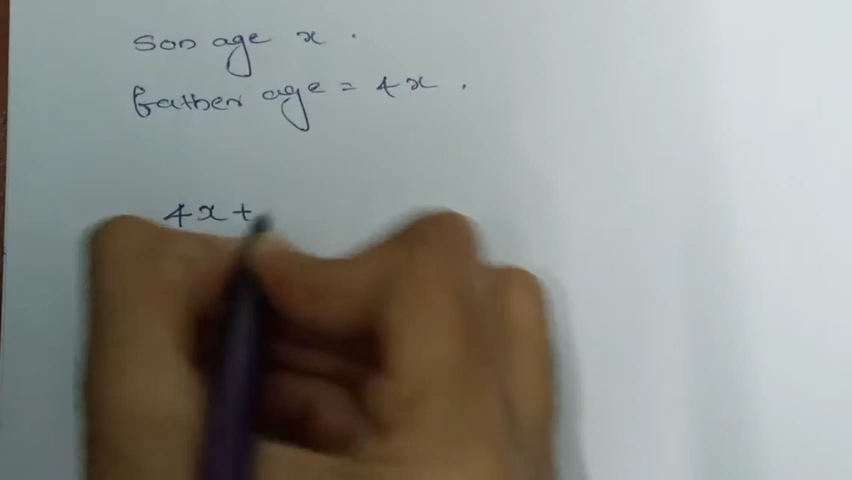 son age x .
father age = 4x .
4x +